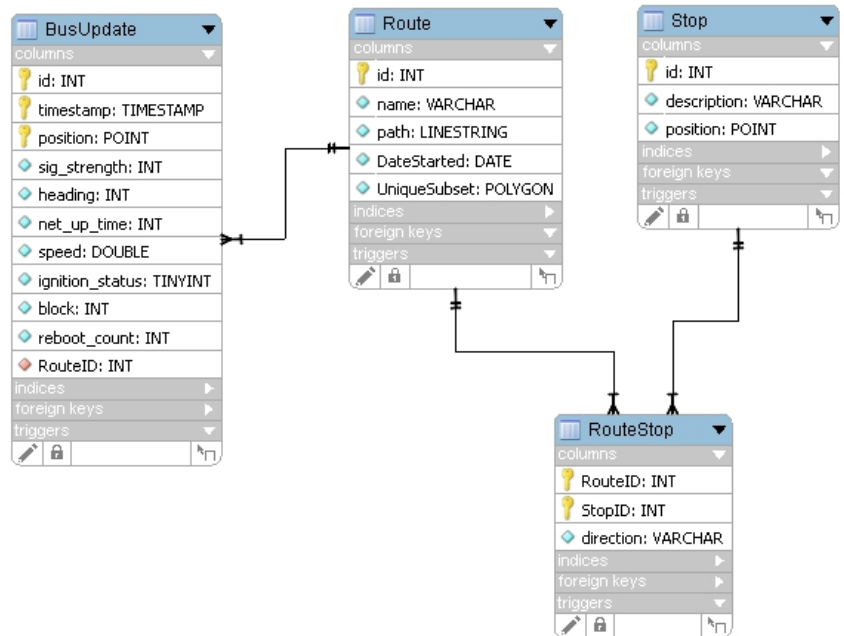 BusUpdate
columns
id: INT
timestamp: TIMESTAMP
position: POINT
sig_strength: INT
heading: INT
net_up_time: INT
speed: DOUBLE
ignition_status: TINYINT
block: INT
reboot_count: INT
RouteID: INT
indices
foreign keys
triggers
Route
columns
id: INT
name: VARCHAR
path: LINESTRING
DateStarted: DATE
UniqueSubset: POLYGON
indices
foreign keys
triggers
Stop
columns
id: INT
description: VARCHAR
position: POINT
indices
foreign keys
triggers
RouteStop
columns
RouteID: INT
StopID: INT
direction: VARCHAR
indices
foreign keys
triggers